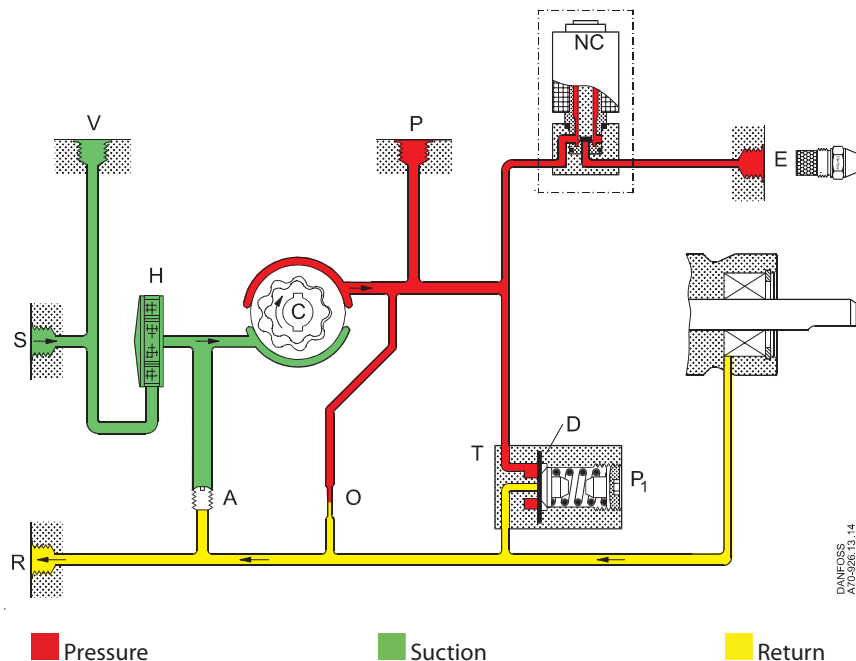 NC
V
P
E
H
S
C
D
T
P1
A
O
R
DANFOSS
A70-926.13.14
Pressure
Suction
Return